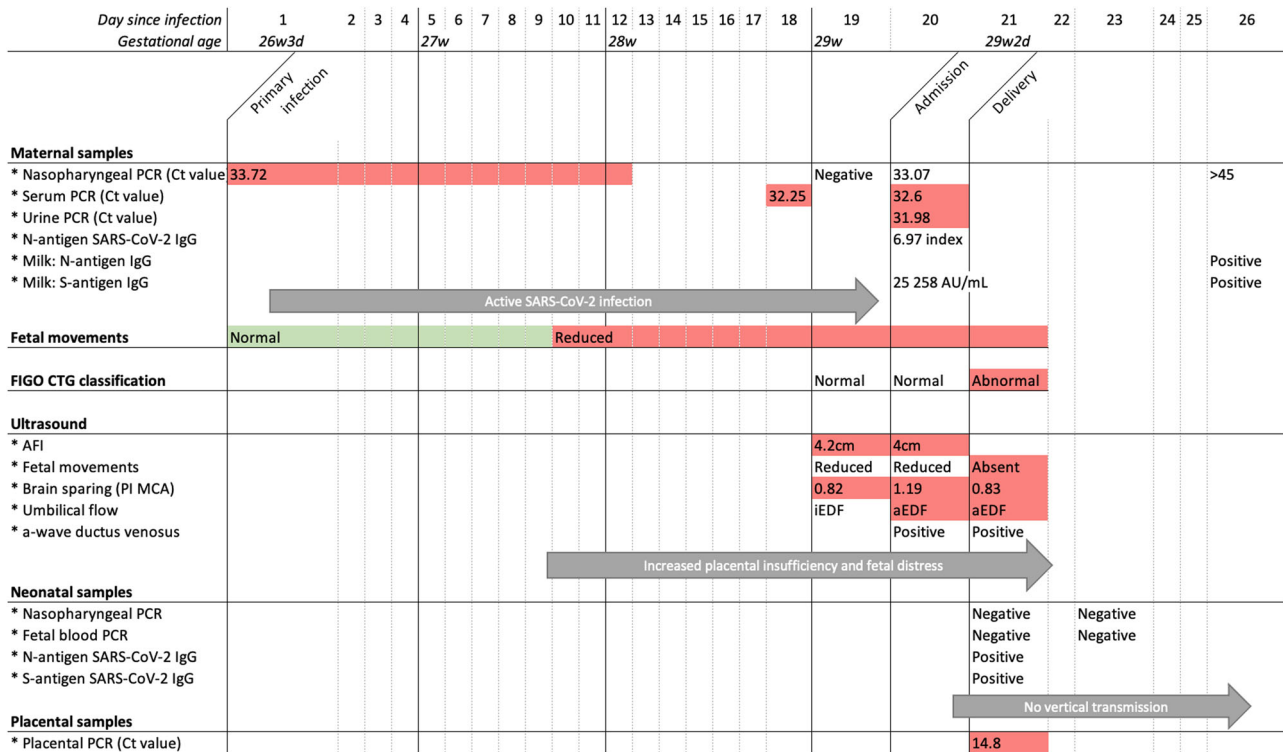 Day since infection 1 2 3 4 5 6 7 8 9 10 11 12 13 14 15 16 17 18 19 20 21 22 23 24 25 26
Gestational age 26w3d 27w 28w 29w 29w2d
Primary infection Admission Delivery
Maternal samples
* Nasopharyngeal PCR (Ct value 33.72 Negative 33.07 >45
* Serum PCR (Ct value) 32.25 32.6
* Urine PCR (Ct value) 31.98
* N-antigen SARS-CoV-2 IgG 6.97 index
* Milk: N-antigen IgG Positive
* Milk: S-antigen IgG 25 258 AU/mL Positive
Active SARS-CoV-2 infection
Fetal movements Normal Reduced
FIGO CTG classification Normal Normal Abnormal
Ultrasound
* AFI 4.2cm 4cm
* Fetal movements Reduced Reduced Absent
* Brain sparing (PI MCA) 0.82 1.19 0.83
* Umbilical flow iEDF aEDF aEDF
* a-wave ductus venosus Positive Positive
Increased placental insufficiency and fetal distress
Neonatal samples
* Nasopharyngeal PCR Negative Negative
* Fetal blood PCR Negative Negative
* N-antigen SARS-CoV-2 IgG Positive
* S-antigen SARS-CoV-2 IgG Positive
No vertical transmission
Placental samples
* Placental PCR (Ct value) 14.8